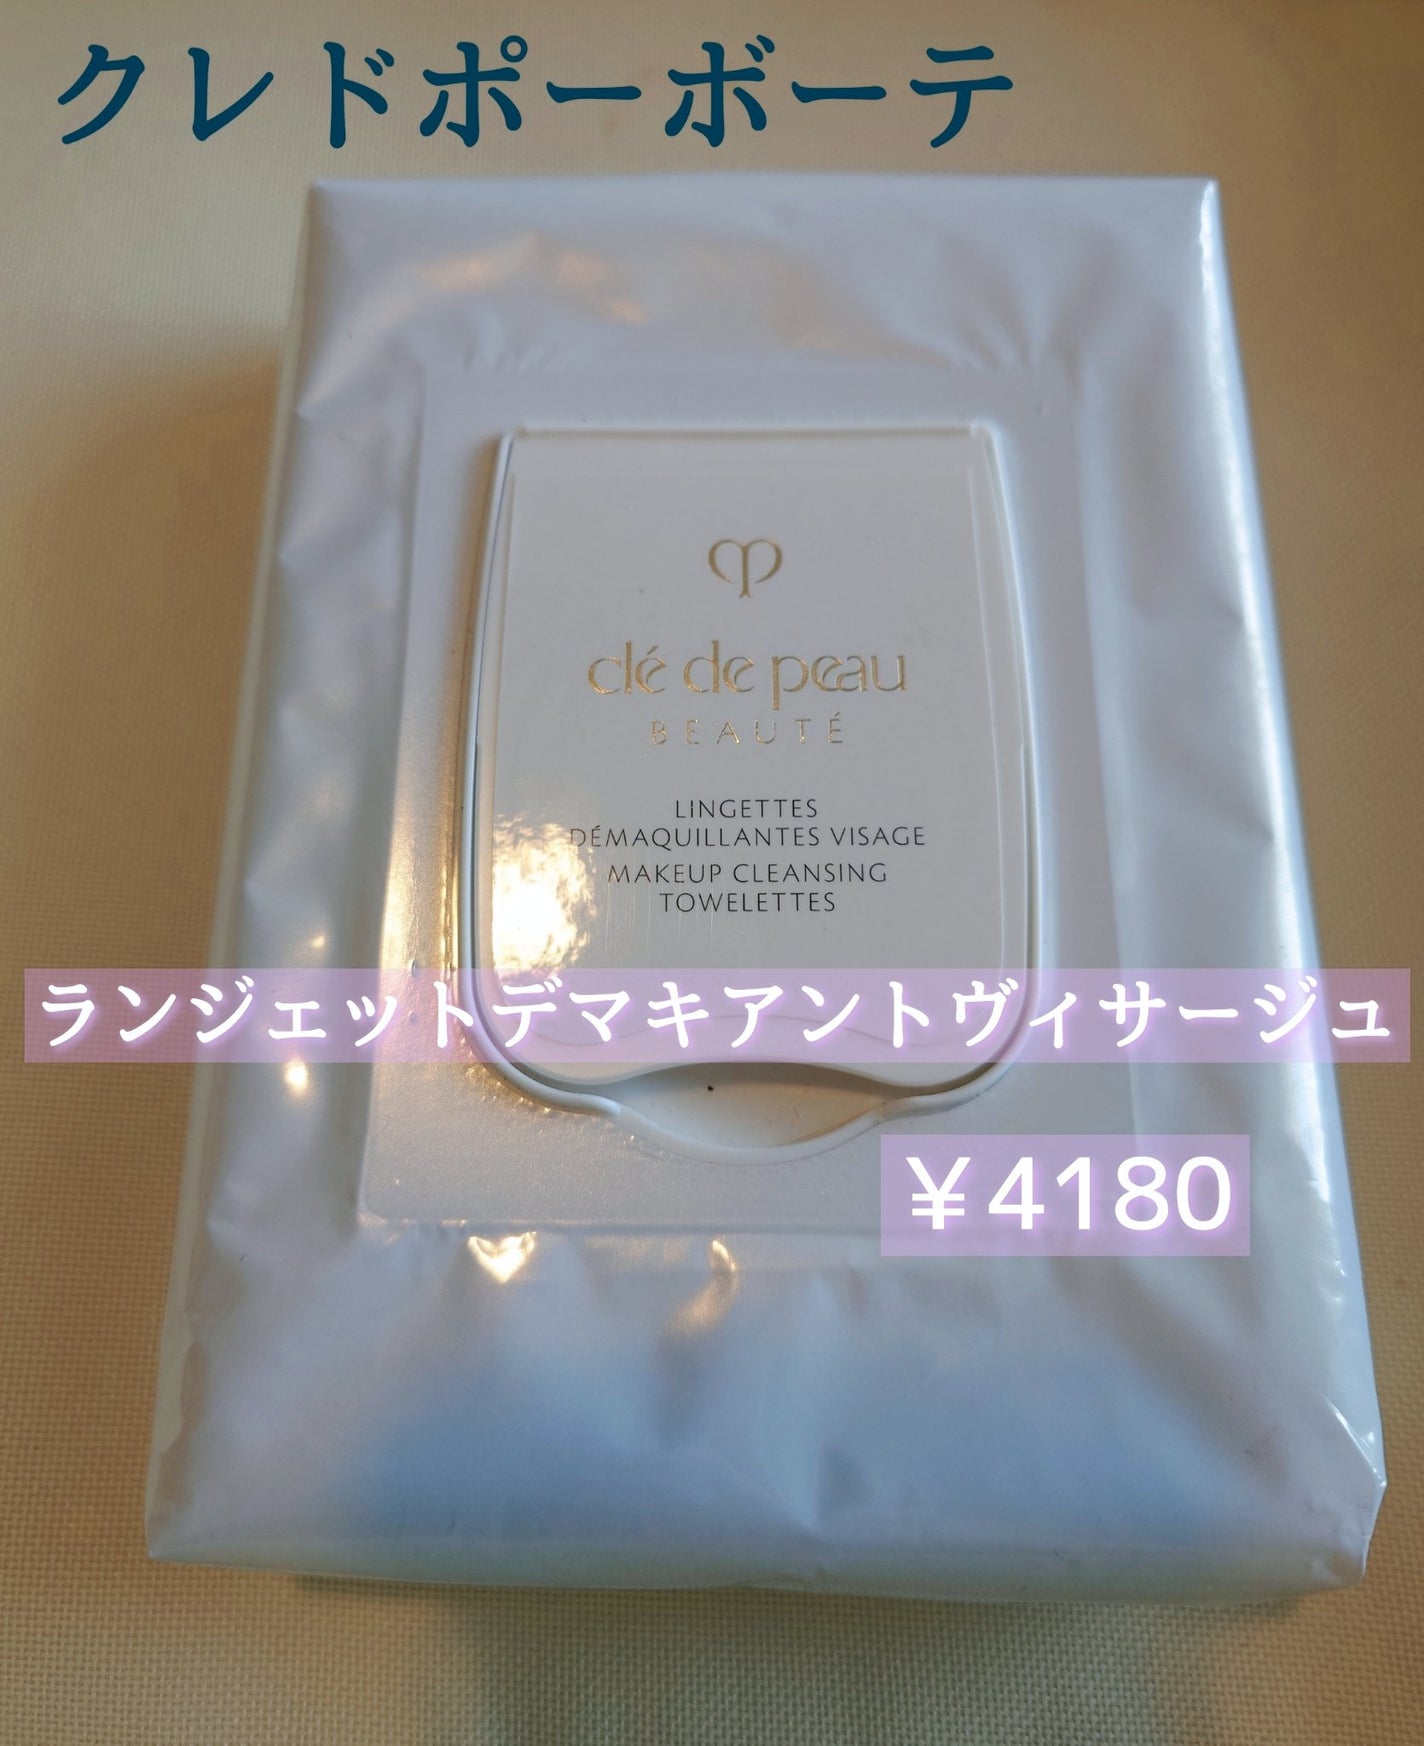 クレドポーボーテ
clé de peau
BEAUTÉ
LINGETTES
DÉMAQUILLANTES VISAGE
MAKEUP CLEANSING
TOWELETTES
ランジェットデマキアントヴィサージュ
￥4180